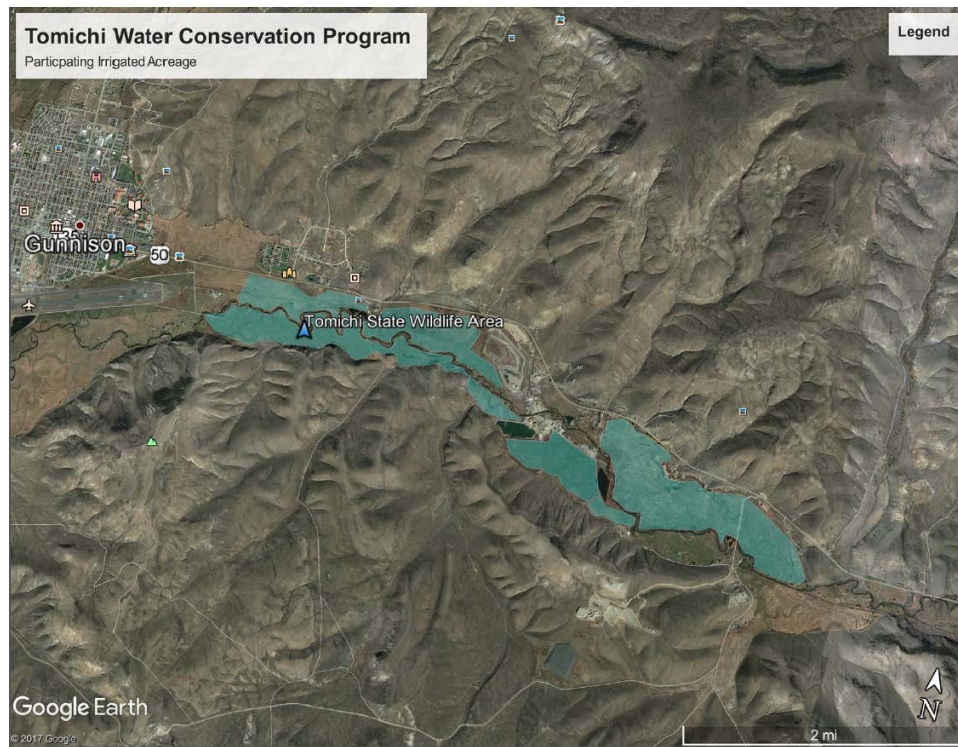 Tomichi Water Conservation Program
Particpating Irrigated Acreage
Legend
Gunnison
50
Tomichi State Wildlife Area
Google Earth
© 2017 Google
N
2 mi